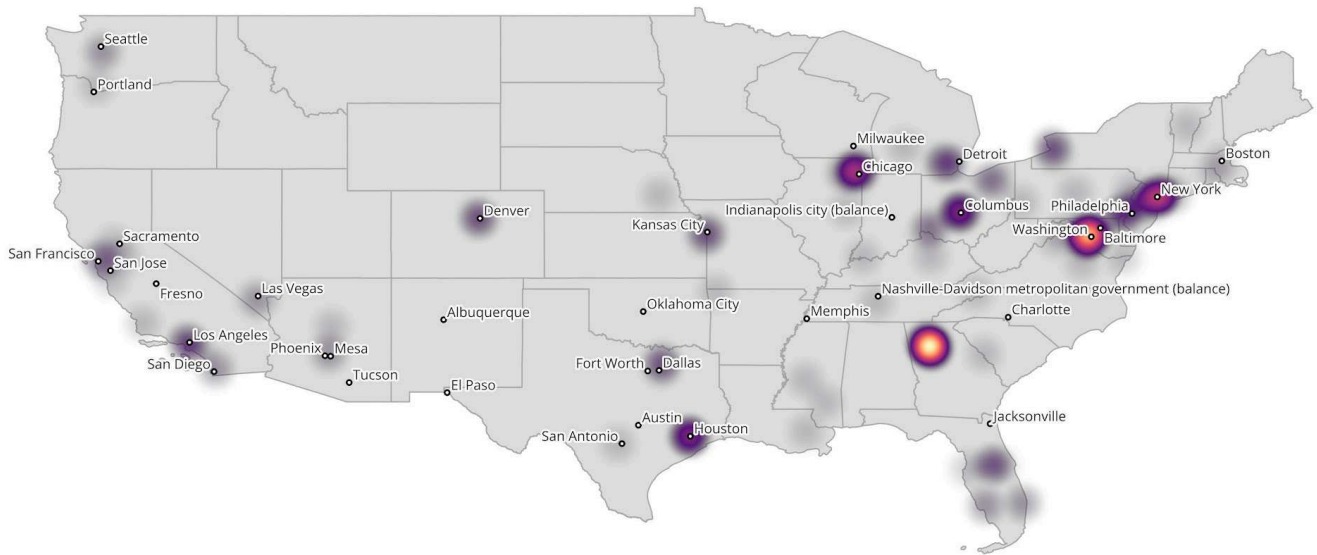 Seattle
Portland
Milwaukee
Detroit
Boston
Chicago
New York
Denver
Indianapolis city (balance)
Columbus
Philadelphia
Kansas City
Washington
Baltimore
Sacramento
San Francisco
San Jose
Fresno
Las Vegas
Nashville-Davidson metropolitan government (balance)
Oklahoma City
Albuquerque
Memphis
Charlotte
Los Angeles
Phoenix
Mesa
San Diego
Fort Worth
Dallas
Tucson
El Paso
Austin
Jacksonville
San Antonio
Houston